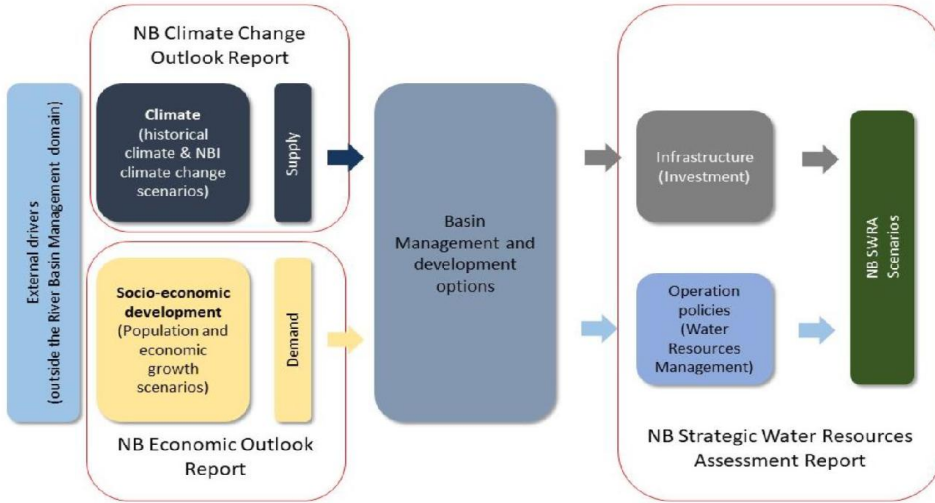 NB Climate Change
Outlook Report
External drivers
(outside the River Basin Management domain)
Climate
(historical
climate & NBI
climate change
scenarios)
Supply
Socio-economic
development
(Population and
economic
growth
scenarios)
Demand
NB Economic Outlook
Report
Basin
Management and
development
options
Infrastructure
(Investment)
Operation
policies
(Water
Resources
Management)
NB SWRA
Scenarios
NB Strategic Water Resources
Assessment Report